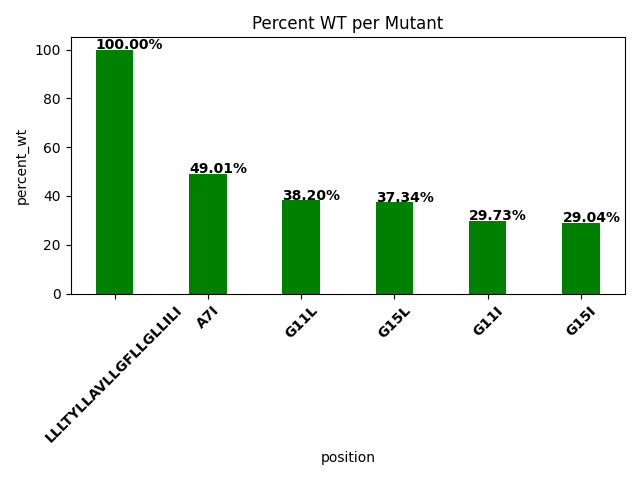 Percent WT per Mutant
percent_wt
100
80
60
40
20
0
100.00%
49.01%
38.20%
37.34%
29.73%
29.04%
LLLTYLLAVLLGFLLGLLILI
A7I
G11L
G15L
G11I
G15I
position